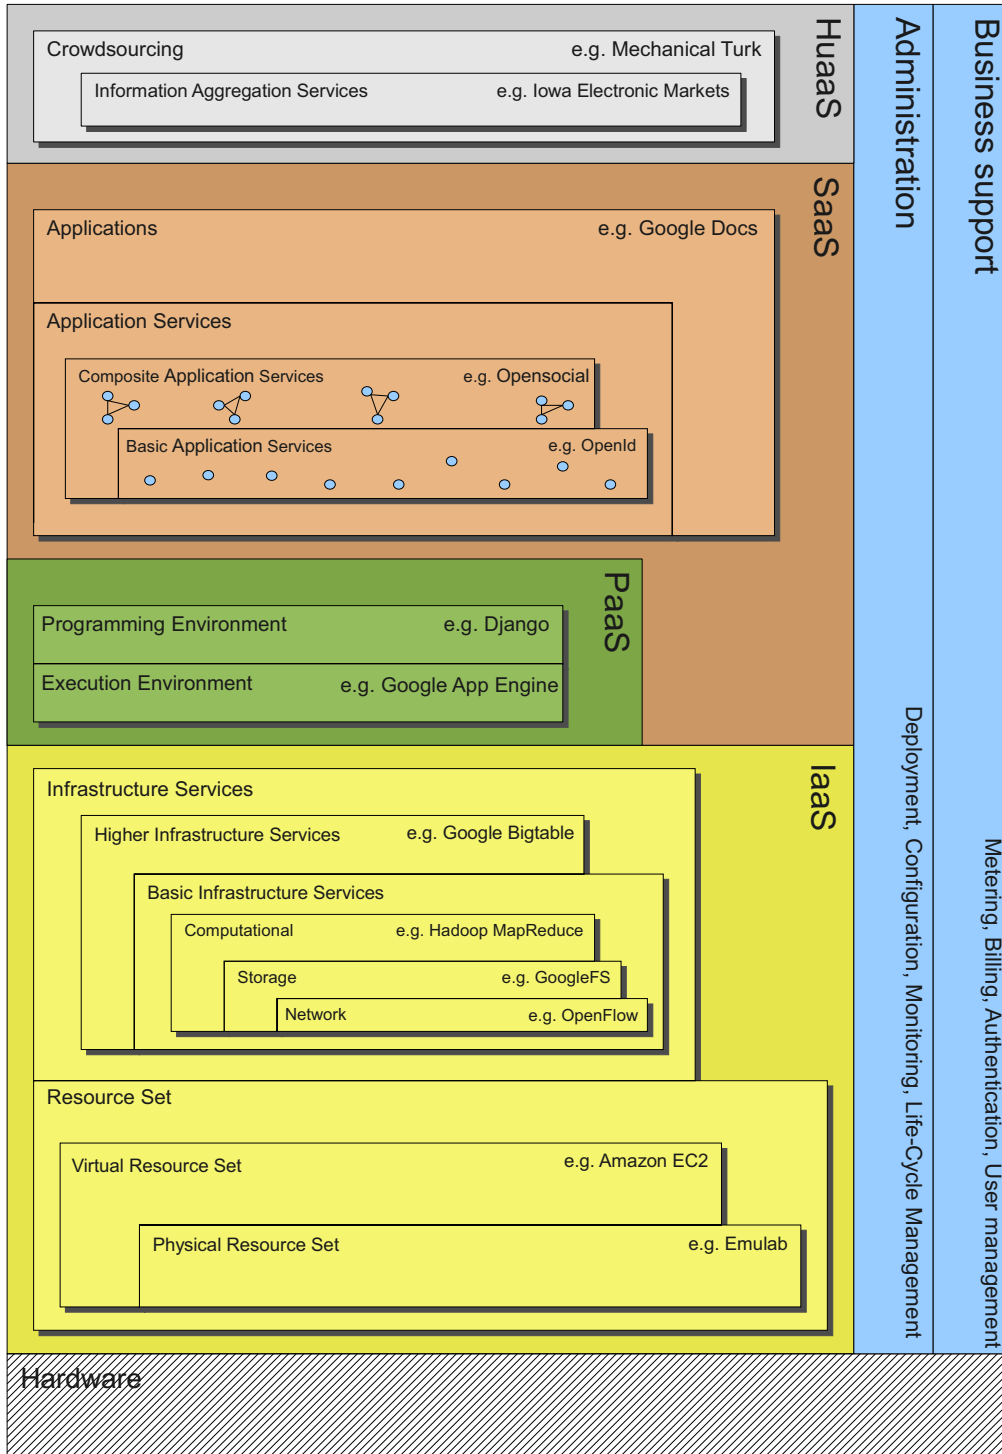 Crowdsourcing e.g. Mechanical Turk
Information Aggregation Services e.g. Iowa Electronic Markets
HuaaS
Applications e.g. Google Docs
Application Services
Composite Application Services e.g. Opensocial
Basic Application Services e.g. OpenId
SaaS
Programming Environment e.g. Django
Execution Environment e.g. Google App Engine
PaaS
Infrastructure Services
Higher Infrastructure Services e.g. Google Bigtable
Basic Infrastructure Services
Computational e.g. Hadoop MapReduce
Storage e.g. GoogleFS
Network e.g. OpenFlow
Resource Set
Virtual Resource Set e.g. Amazon EC2
Physical Resource Set e.g. Emulab
IaaS
Hardware
Administration
Deployment, Configuration, Monitoring, Life-Cycle Management
Business support
Metering, Billing, Authentication, User management